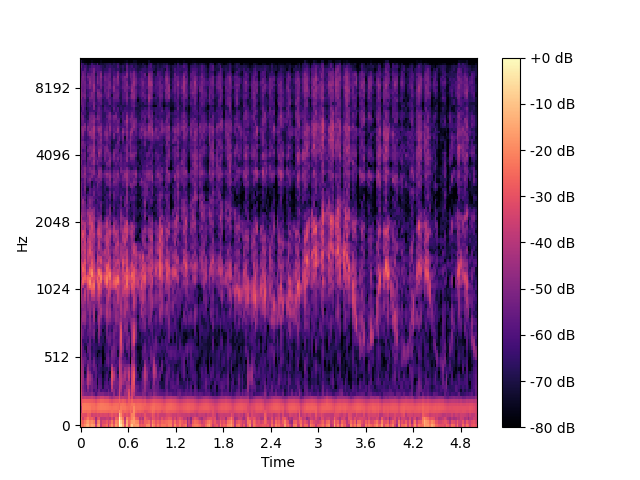 +0 dB
8192
-10 dB
4096
-20 dB
-30 dB
2048
Hz
-40 dB
1024
-50 dB
-60 dB
512
-70 dB
0
-80 dB
0 0.6 1.2 1.8 2.4 3 3.6 4.2 4.8
Time